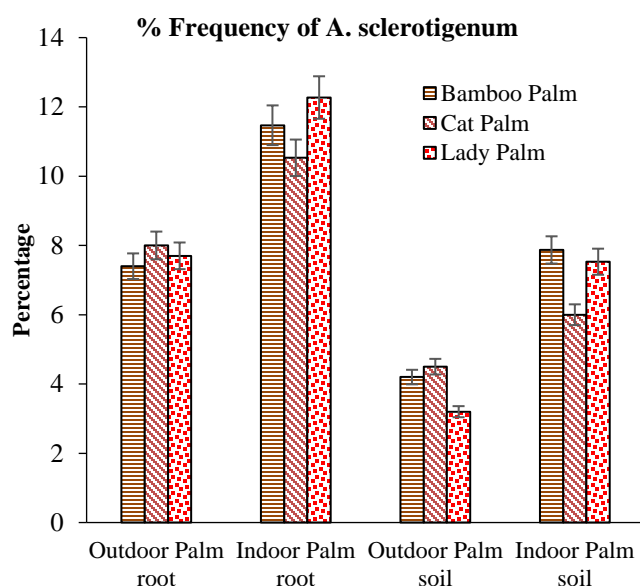 % Frequency of A. sclerotigenum
14
12
10
8
6
4
2
0
Percentage
Bamboo Palm
Cat Palm
Lady Palm
Outdoor Palm root
Indoor Palm root
Outdoor Palm soil
Indoor Palm soil